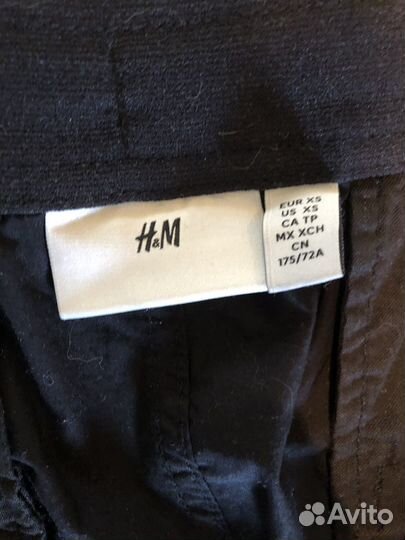 H&M
EUR XS
US XS
CA TP
MX XCH
CN
175/72A
Avito